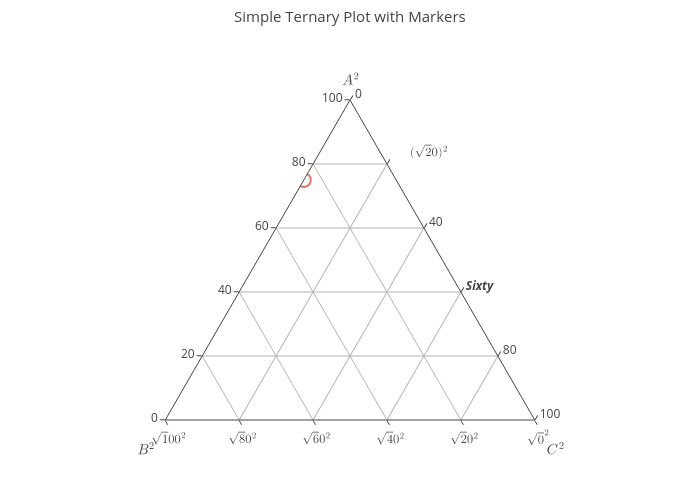 Simple Ternary Plot with Markers
A²
100 0
80 (√20)²
60 40
40 Sixty
20 80
0 100
√100² √80² √60² √40² √20² √0²
B² C²